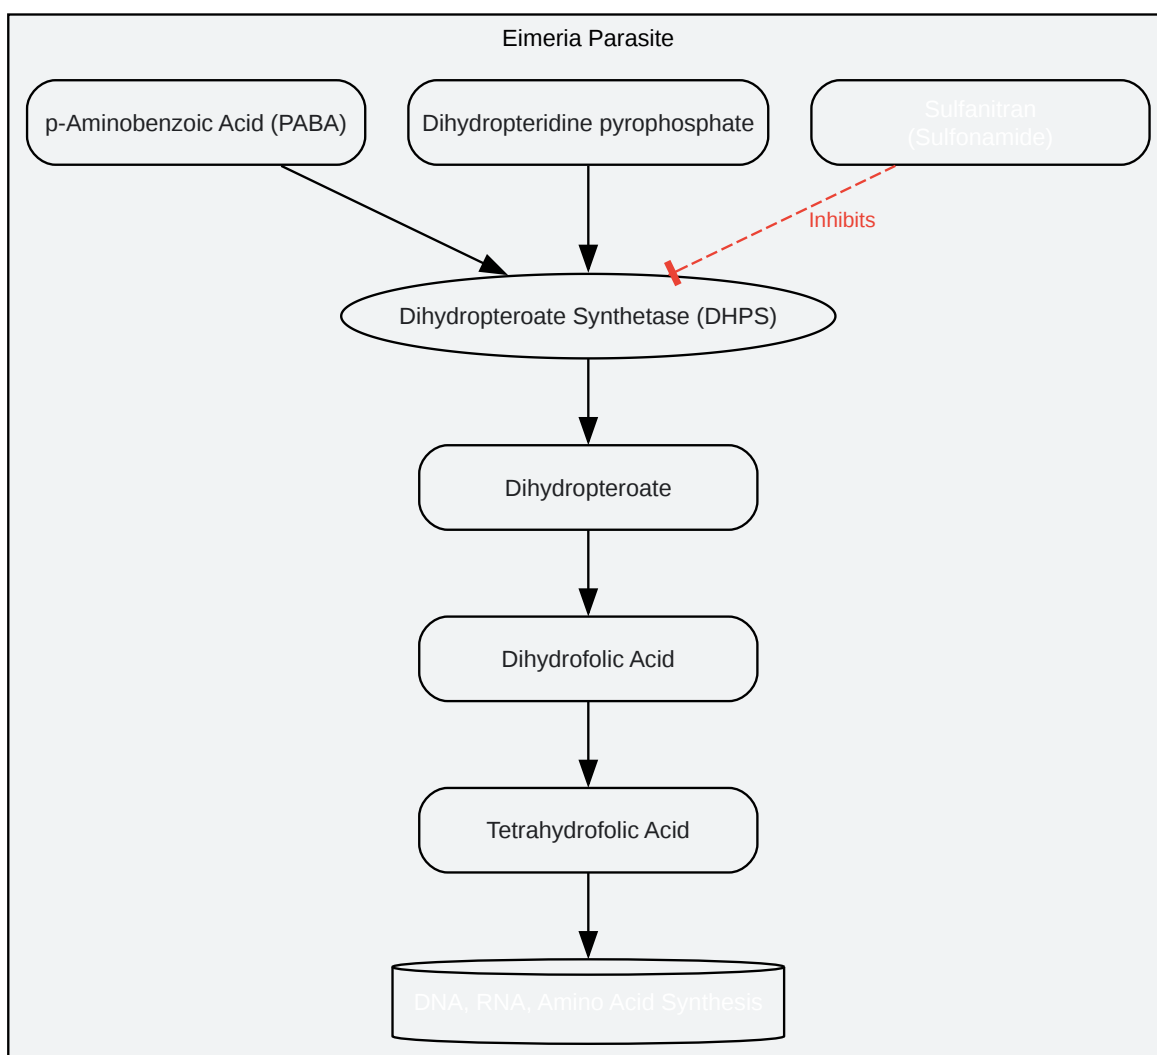 Eimeria Parasite
p-Aminobenzoic Acid (PABA)
Dihydropteridine pyrophosphate
Sulfanitran
(Sulfonamide)
Inhibits
Dihydropteroate Synthetase (DHPS)
Dihydropteroate
Dihydrofolic Acid
Tetrahydrofolic Acid
DNA, RNA, Amino Acid Synthesis